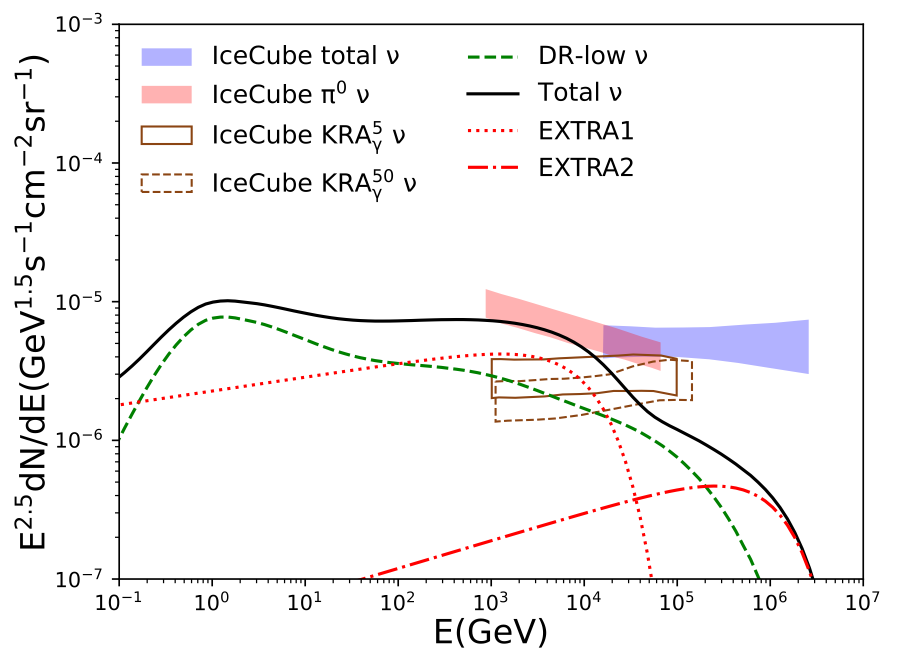 E²·⁵dN/dE(GeV¹·⁵s⁻¹cm⁻²sr⁻¹)
10⁻³
10⁻⁴
10⁻⁵
10⁻⁶
10⁻⁷
IceCube total ν
IceCube π⁰ ν
IceCube KRA⁵ᵧ ν
IceCube KRA⁵⁰ᵧ ν
DR-low ν
Total ν
EXTRA1
EXTRA2
10⁻¹ 10⁰ 10¹ 10² 10³ 10⁴ 10⁵ 10⁶ 10⁷
E(GeV)